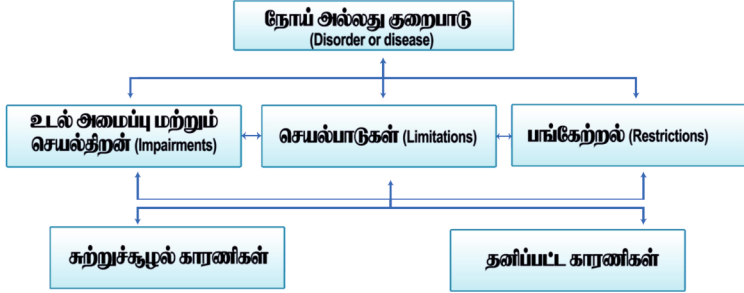 நோய் அல்லது குறைபாடு
(Disorder or disease)
உடல் அமைப்பு மற்றும்
செயல்திறன் (Impairments)
செயல்பாடுகள் (Limitations)
பங்கேற்றல் (Restrictions)
சுற்றுச்சூழல் காரணிகள்
தனிப்பட்ட காரணிகள்